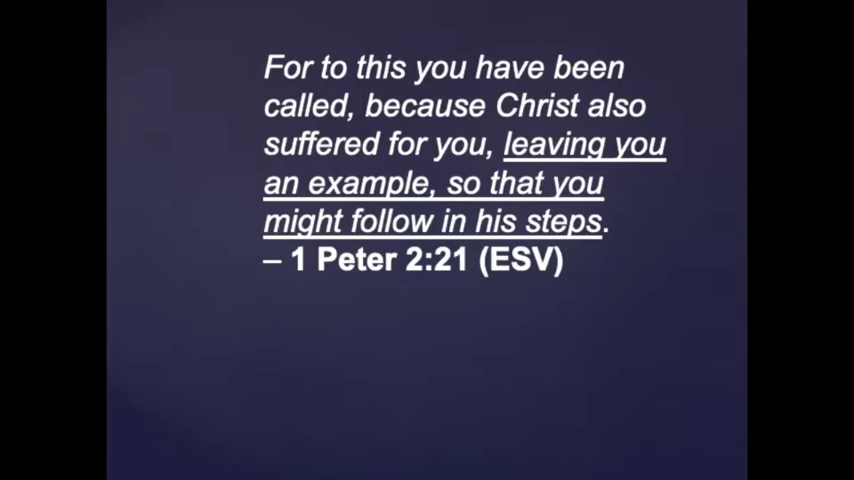 For to this you have been
called, because Christ also
suffered for you, leaving you
an example, so that you
might follow in his steps.
– 1 Peter 2:21 (ESV)